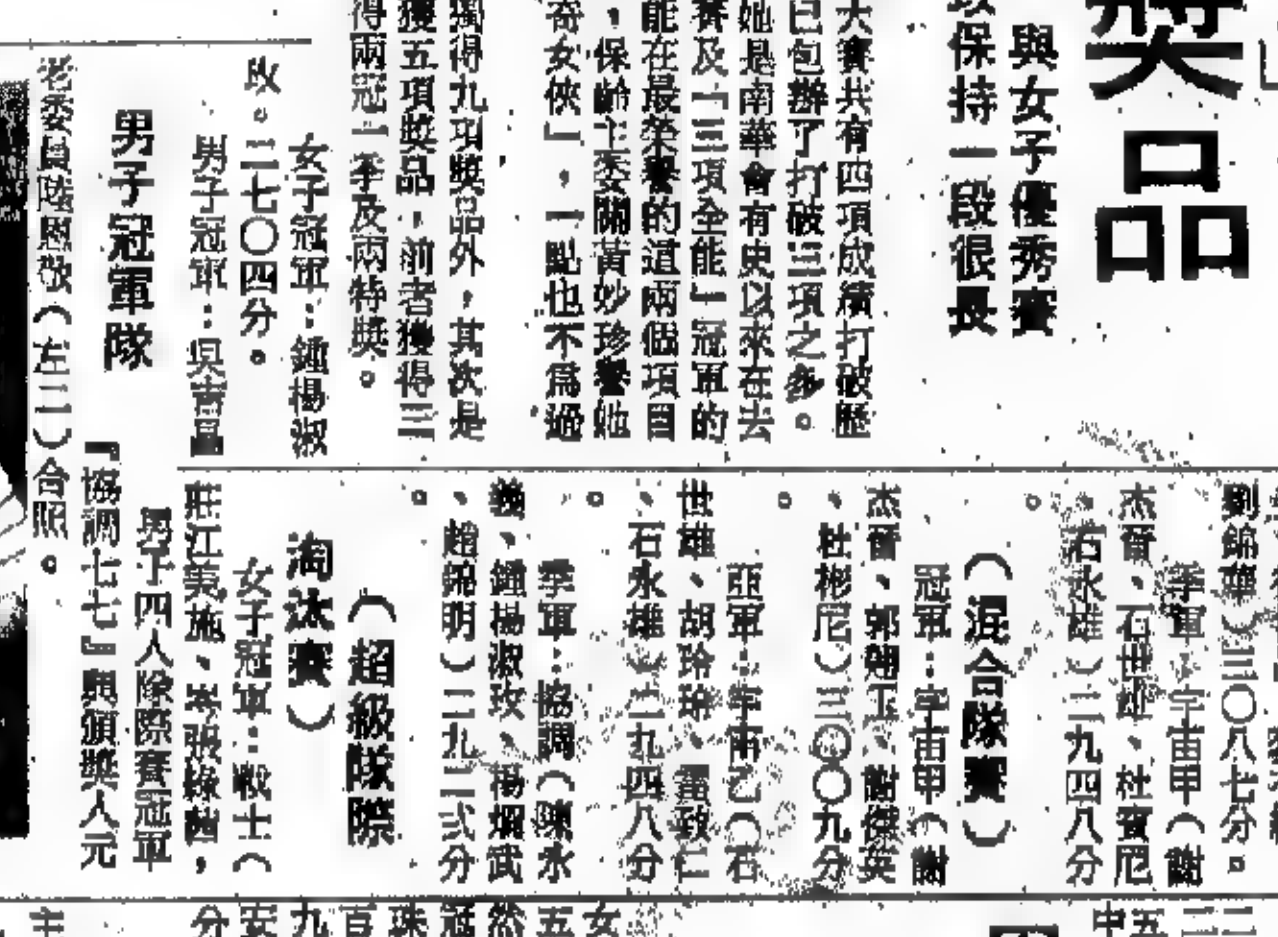 獎品
與女子優秀賽
以保持一段很長
大賽共有四項成績打破歷
已包辦了打破三項之多。
她是南華會有史以來在去
賽及「三項全能」冠軍的
能在最榮譽的這兩個項目
，保齡主委關黃妙珍譽她
奇女俠」，一點也不為過
獨得九項獎品外，其次是
獲五項獎品，前者獲得三
得兩冠一季及兩特獎。
女子冠軍：鍾楊淑
玫。二七〇四分。
男子冠軍：吳吉昌
劉錦華）三〇八七分。
季軍：宇宙甲（謝
杰爾、石世雄、杜賓尼
、石永雄）二九四八分
。
（混合隊賽）
冠軍：宇宙甲（謝
杰爾、郭翊玉、謝傑英
、杜彬尼）三〇〇九分
。
亞軍：宇宙乙（石
世雄、胡玲玲、霍致仁
、石永雄）二九四八分
。
季軍：協調（陳永
、鍾楊淑玫、楊烱武
、趙錦明）二九二弍分
。
（超級隊際
淘汰賽）
女子冠軍：戰士（
莊江美施、
男子冠軍隊
男子四人隊際賽冠軍
『協調七七』與頒獎人元
老委員陸恩敬（左二）合照。